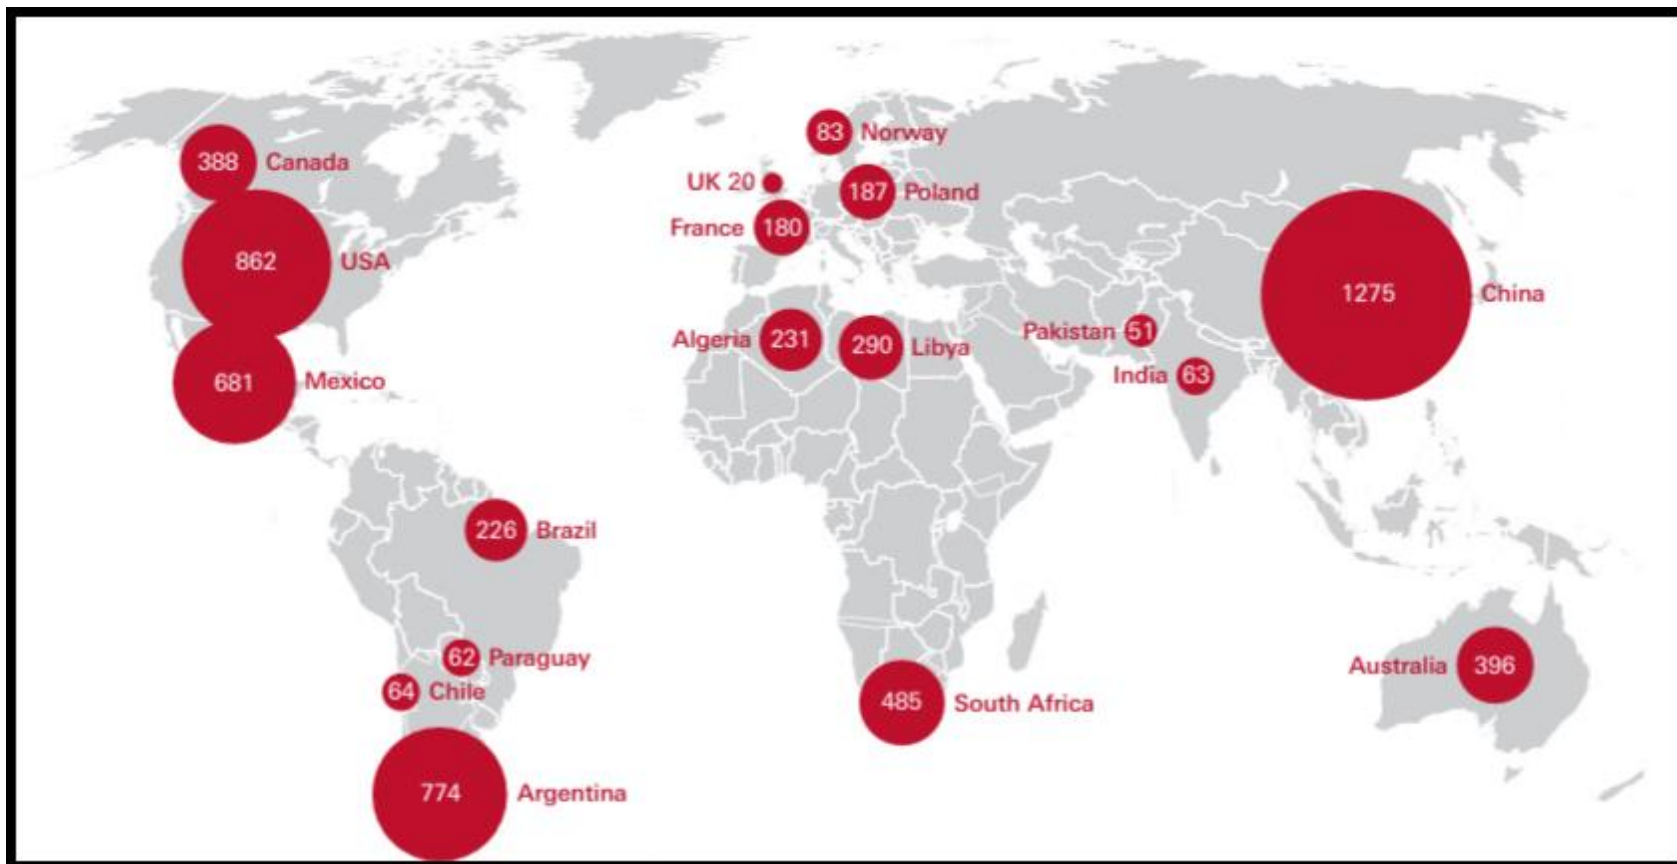 388 Canada
862 USA
681 Mexico
226 Brazil
62 Paraguay
64 Chile
774 Argentina
83 Norway
UK 20
187 Poland
France 180
Algeria 231
290 Libya
485 South Africa
Pakistan 51
India 63
1275 China
Australia 396